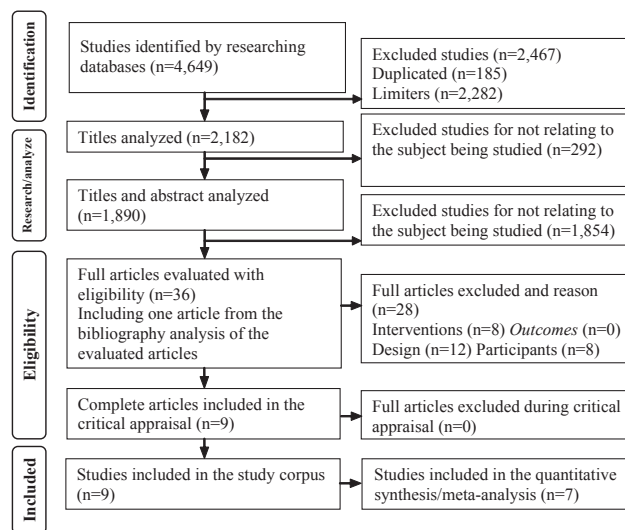 Identification
Studies identified by researching
databases (n=4,649)
Excluded studies (n=2,467)
Duplicated (n=185)
Limiters (n=2,282)
Research/analyze
Titles analyzed (n=2,182)
Excluded studies for not relating to
the subject being studied (n=292)
Titles and abstract analyzed
(n=1,890)
Excluded studies for not relating to
the subject being studied (n=1,854)
Eligibility
Full articles evaluated with
eligibility (n=36)
Including one article from the
bibliography analysis of the
evaluated articles
Full articles excluded and reason
(n=28)
Interventions (n=8) Outcomes (n=0)
Design (n=12) Participants (n=8)
Complete articles included in the
critical appraisal (n=9)
Full articles excluded during critical
appraisal (n=0)
Included
Studies included in the study corpus
(n=9)
Studies included in the quantitative
synthesis/meta-analysis (n=7)